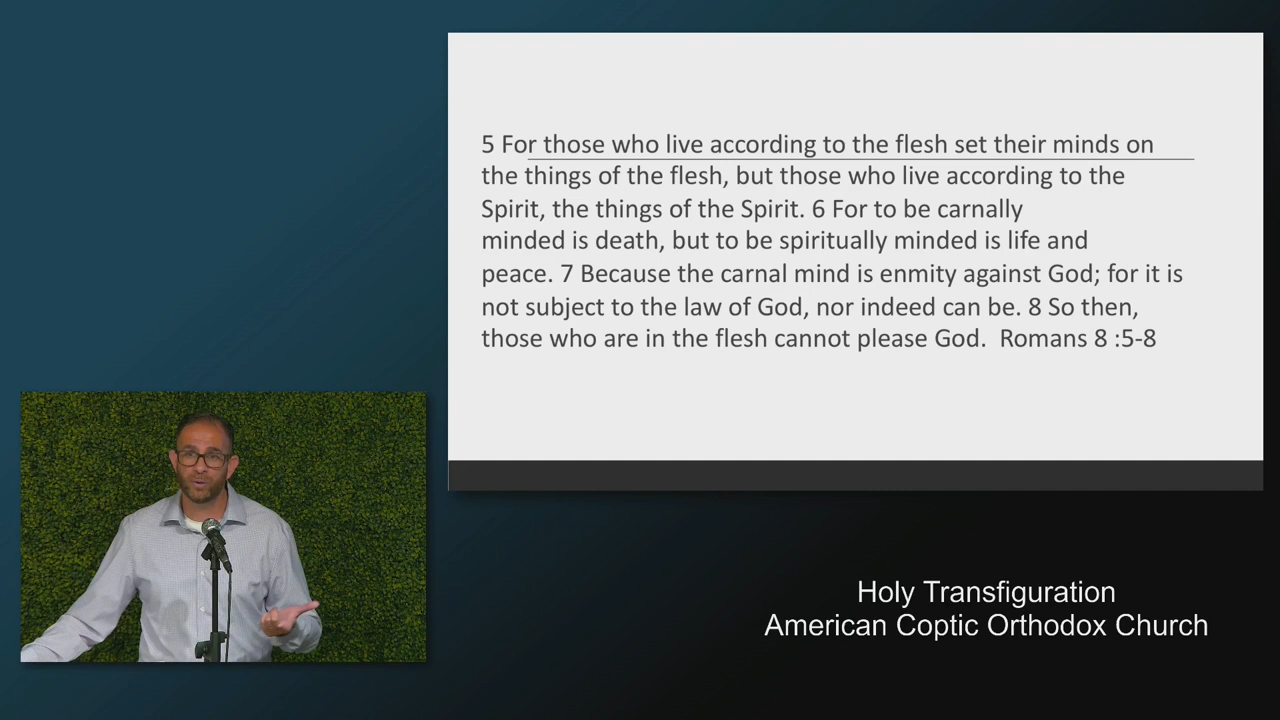 5 For those who live according to the flesh set their minds on
the things of the flesh, but those who live according to the
Spirit, the things of the Spirit. 6 For to be carnally
minded is death, but to be spiritually minded is life and
peace. 7 Because the carnal mind is enmity against God; for it is
not subject to the law of God, nor indeed can be. 8 So then,
those who are in the flesh cannot please God.  Romans 8 :5-8
Holy Transfiguration
American Coptic Orthodox Church